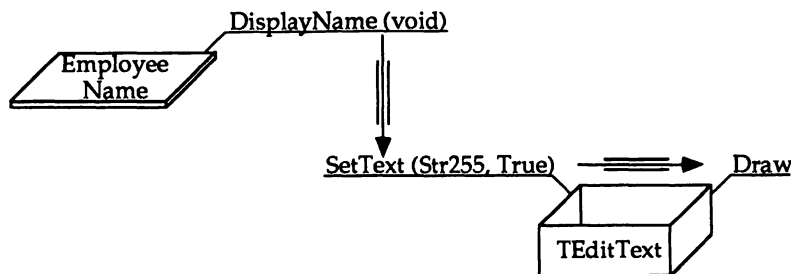 DisplayName (void)
Employee
Name
SetText (Str255, True)
Draw
TEditText